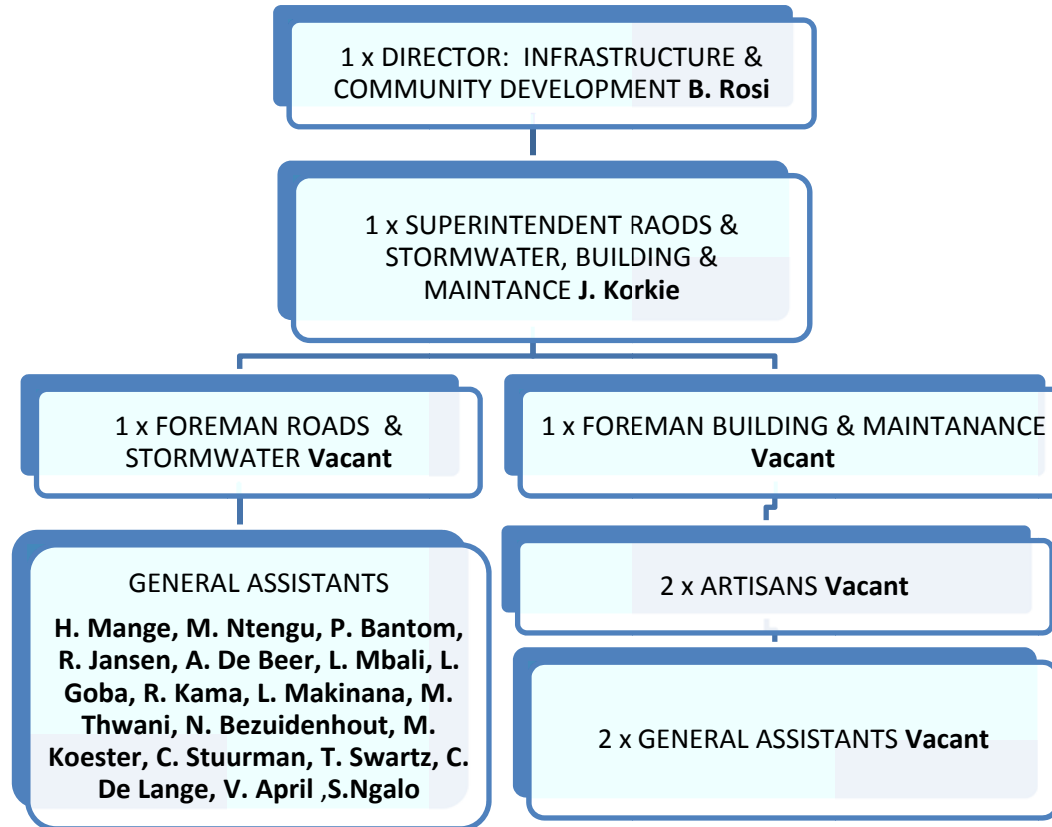 1 x DIRECTOR: INFRASTRUCTURE &
COMMUNITY DEVELOPMENT B. Rosi
1 x SUPERINTENDENT RAODS &
STORMWATER, BUILDING &
MAINTANCE J. Korkie
1 x FOREMAN ROADS &
STORMWATER Vacant
1 x FOREMAN BUILDING & MAINTANANCE
Vacant
GENERAL ASSISTANTS
H. Mange, M. Ntengu, P. Bantom,
R. Jansen, A. De Beer, L. Mbali, L.
Goba, R. Kama, L. Makinana, M.
Thwani, N. Bezuidenhout, M.
Koester, C. Stuurman, T. Swartz, C.
De Lange, V. April ,S.Ngalo
2 x ARTISANS Vacant
2 x GENERAL ASSISTANTS Vacant